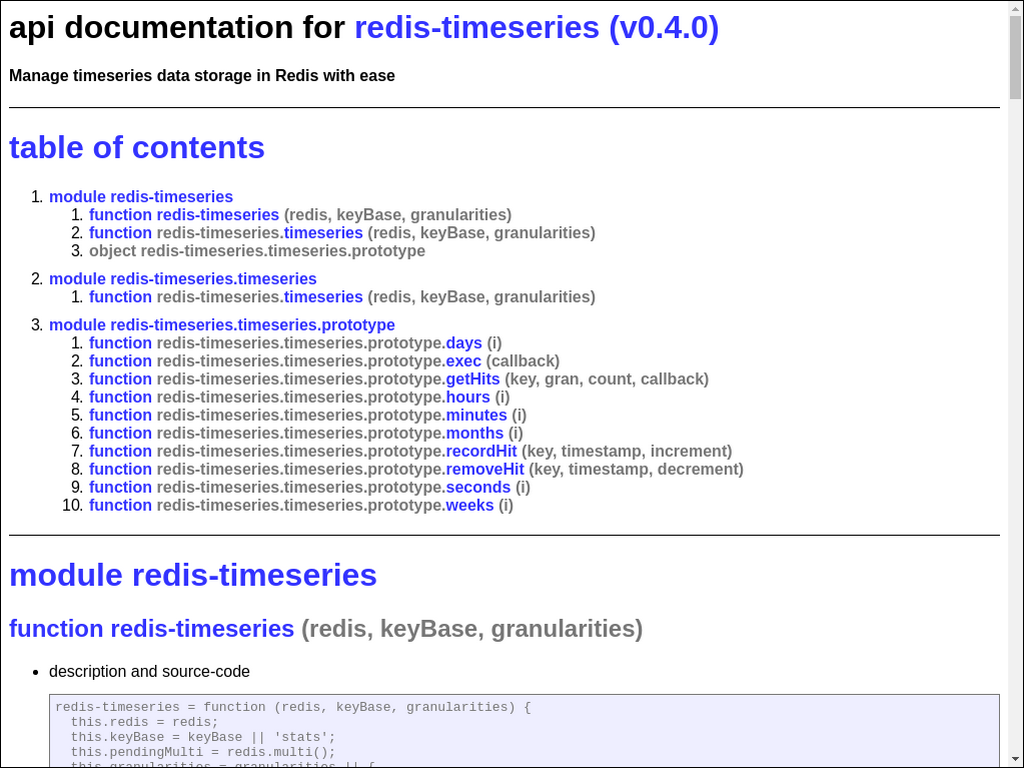 api documentation for redis-timeseries (v0.4.0)
Manage timeseries data storage in Redis with ease
table of contents
1. module redis-timeseries
1. function redis-timeseries (redis, keyBase, granularities)
2. function redis-timeseries.timeseries (redis, keyBase, granularities)
3. object redis-timeseries.timeseries.prototype
2. module redis-timeseries.timeseries
1. function redis-timeseries.timeseries (redis, keyBase, granularities)
3. module redis-timeseries.timeseries.prototype
1. function redis-timeseries.timeseries.prototype.days (i)
2. function redis-timeseries.timeseries.prototype.exec (callback)
3. function redis-timeseries.timeseries.prototype.getHits (key, gran, count, callback)
4. function redis-timeseries.timeseries.prototype.hours (i)
5. function redis-timeseries.timeseries.prototype.minutes (i)
6. function redis-timeseries.timeseries.prototype.months (i)
7. function redis-timeseries.timeseries.prototype.recordHit (key, timestamp, increment)
8. function redis-timeseries.timeseries.prototype.removeHit (key, timestamp, decrement)
9. function redis-timeseries.timeseries.prototype.seconds (i)
10. function redis-timeseries.timeseries.prototype.weeks (i)
module redis-timeseries
function redis-timeseries (redis, keyBase, granularities)
• description and source-code
redis-timeseries = function (redis, keyBase, granularities) {
this.redis = redis;
this.keyBase = keyBase || 'stats';
this.pendingMulti = redis.multi();
this.granularities = granularities || {